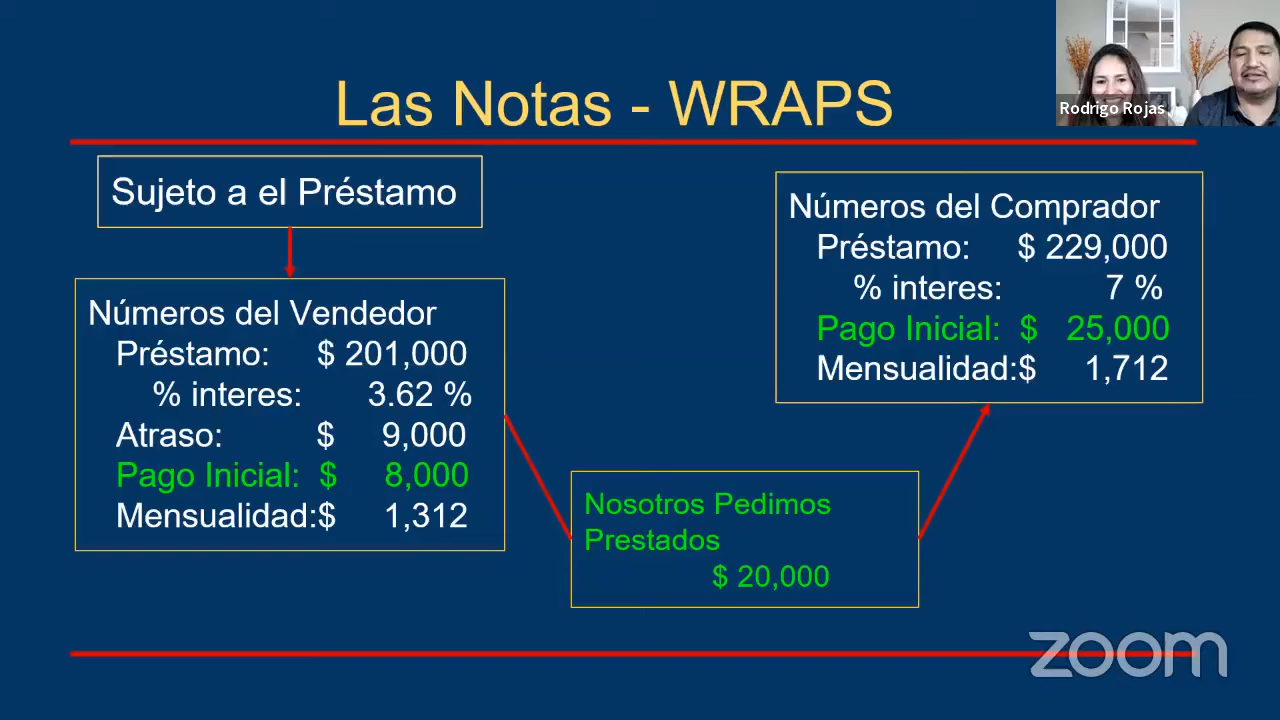 Las Notas - WRAPS
Rodrigo Rojas
Sujeto a el Préstamo
Números del Vendedor
Préstamo: $ 201,000
% interes: 3.62 %
Atraso: $ 9,000
Pago Inicial: $ 8,000
Mensualidad:$ 1,312
Nosotros Pedimos
Prestados
$ 20,000
Números del Comprador
Préstamo: $ 229,000
% interes: 7 %
Pago Inicial: $ 25,000
Mensualidad:$ 1,712
zoom